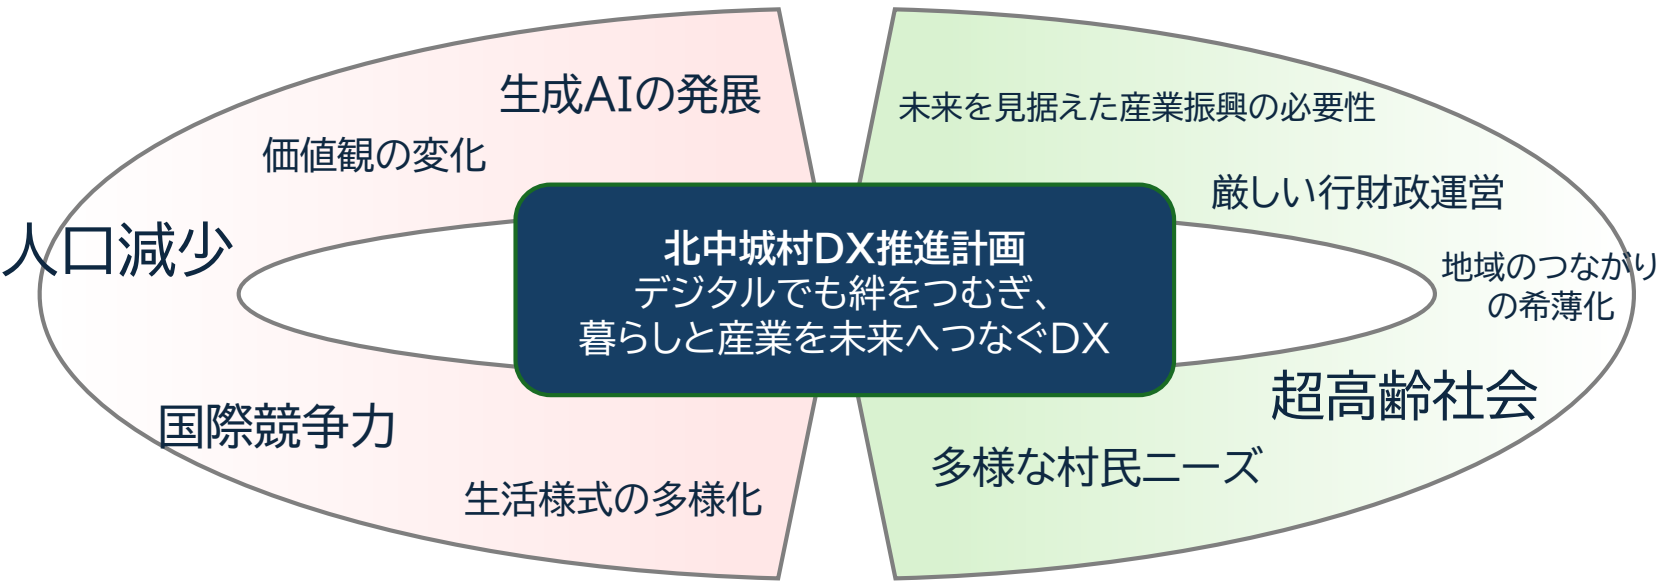 生成AIの発展
価値観の変化
人口減少
国際競争力
生活様式の多様化
北中城村DX推進計画
デジタルでも絆をつむぎ、
暮らしと産業を未来へつなぐDX
未来を見据えた産業振興の必要性
厳しい行財政運営
地域のつながり
の希薄化
超高齢社会
多様な村民ニーズ